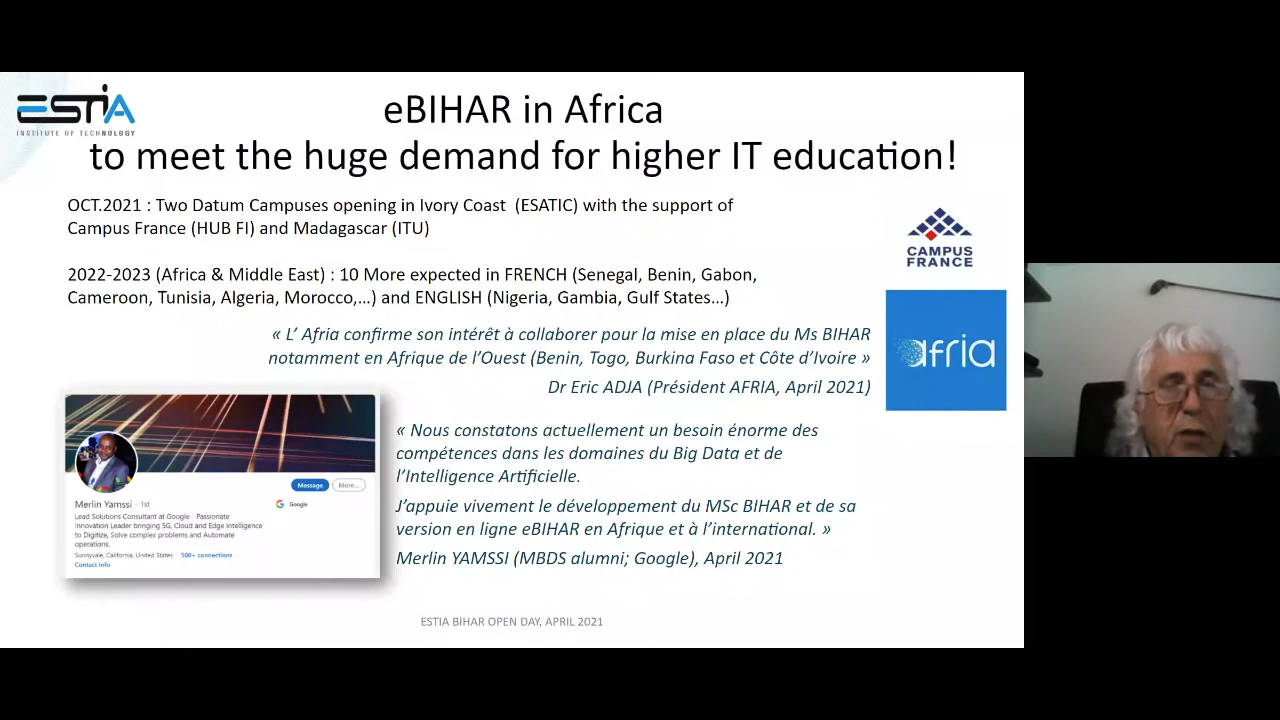 ESTIA
INSTITUTE OF TECHNOLOGY
eBIHAR in Africa
to meet the huge demand for higher IT education!
OCT.2021 : Two Datum Campuses opening in Ivory Coast (ESATIC) with the support of
Campus France (HUB FI) and Madagascar (ITU)
2022-2023 (Africa & Middle East) : 10 More expected in FRENCH (Senegal, Benin, Gabon,
Cameroon, Tunisia, Algeria, Morocco,...) and ENGLISH (Nigeria, Gambia, Gulf States...)
CAMPUS
FRANCE
« L' Afria confirme son intérêt à collaborer pour la mise en place du Ms BIHAR
notamment en Afrique de l'Ouest (Benin, Togo, Burkina Faso et Côte d'Ivoire »
Dr Eric ADJA (Président AFRIA, April 2021)
afria
Message
More...
Merlin Yamssi · 1st
Google
Lead Solutions Consultant at Google - Passionate
Innovation Leader bringing 5G, Cloud and Edge Intelligence
to Digitize, Solve complex problems and Automate
operations.
Sunnyvale, California, United States · 500+ connections ·
Contact info
« Nous constatons actuellement un besoin énorme des
compétences dans les domaines du Big Data et de
l'Intelligence Artificielle.
J'appuie vivement le développement du MSc BIHAR et de sa
version en ligne eBIHAR en Afrique et à l'international. »
Merlin YAMSSI (MBDS alumni; Google), April 2021
ESTIA BIHAR OPEN DAY, APRIL 2021